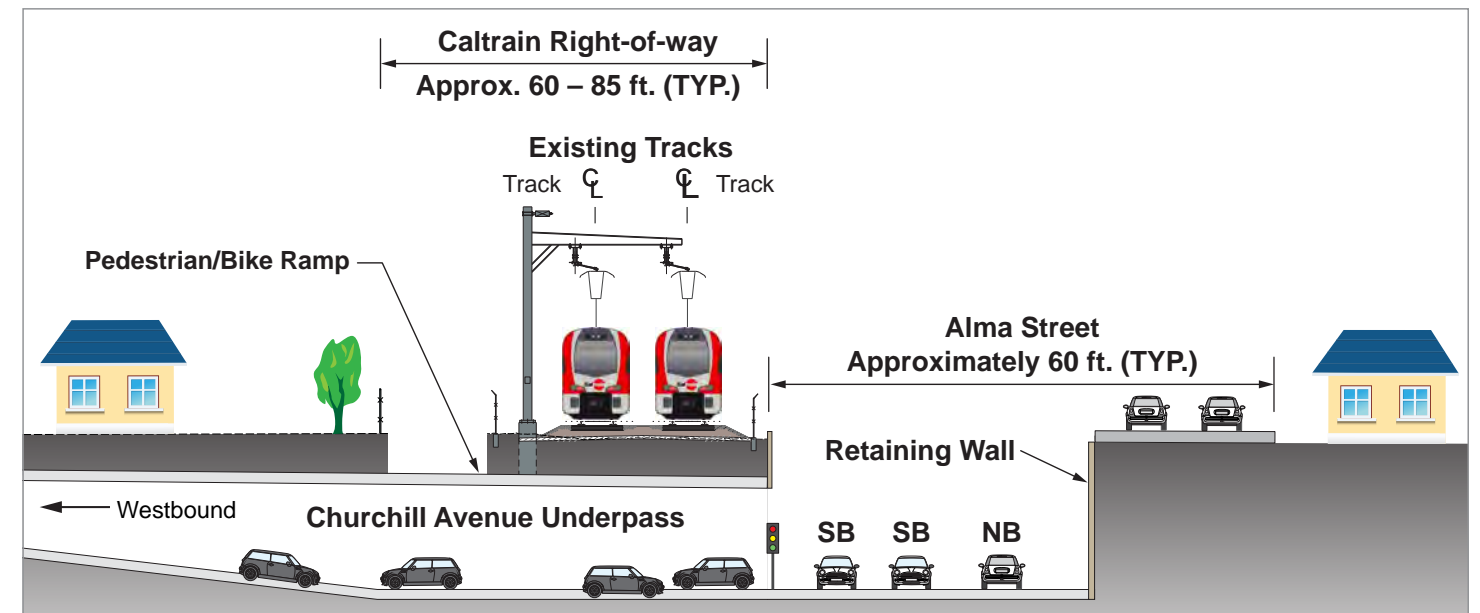 Caltrain Right-of-way
Approx. 60 – 85 ft. (TYP.)
Existing Tracks
Track ℄ ℄ Track
Pedestrian/Bike Ramp
Alma Street
Approximately 60 ft. (TYP.)
Retaining Wall
Westbound
Churchill Avenue Underpass
SB SB NB